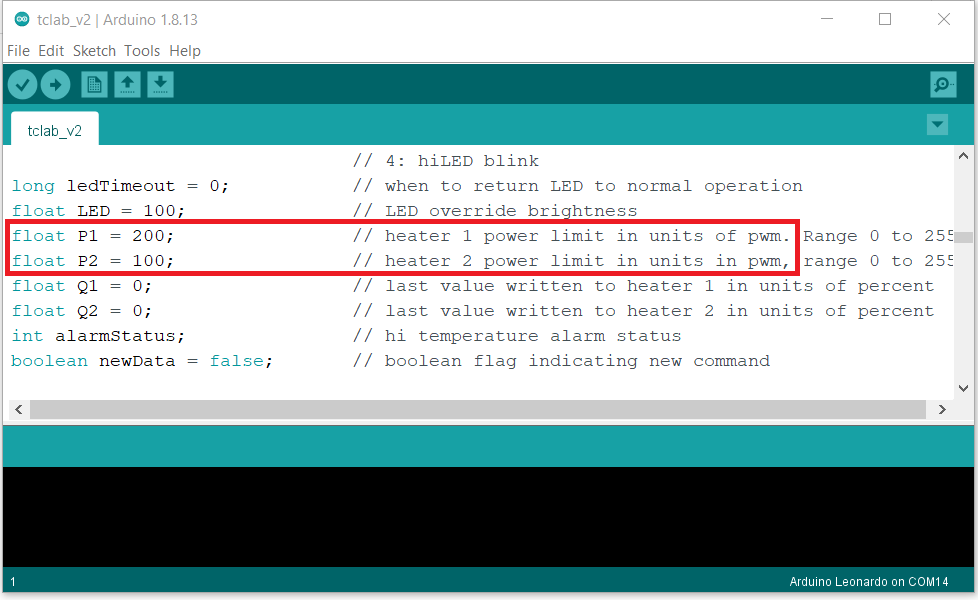 tclab_v2 | Arduino 1.8.13
File Edit Sketch Tools Help
tclab_v2
// 4: hiLED blink
long ledTimeout = 0; // when to return LED to normal operation
float LED = 100; // LED override brightness
float P1 = 200; // heater 1 power limit in units of pwm. Range 0 to 255
float P2 = 100; // heater 2 power limit in units in pwm, range 0 to 255
float Q1 = 0; // last value written to heater 1 in units of percent
float Q2 = 0; // last value written to heater 2 in units of percent
int alarmStatus; // hi temperature alarm status
boolean newData = false; // boolean flag indicating new command
1 Arduino Leonardo on COM14